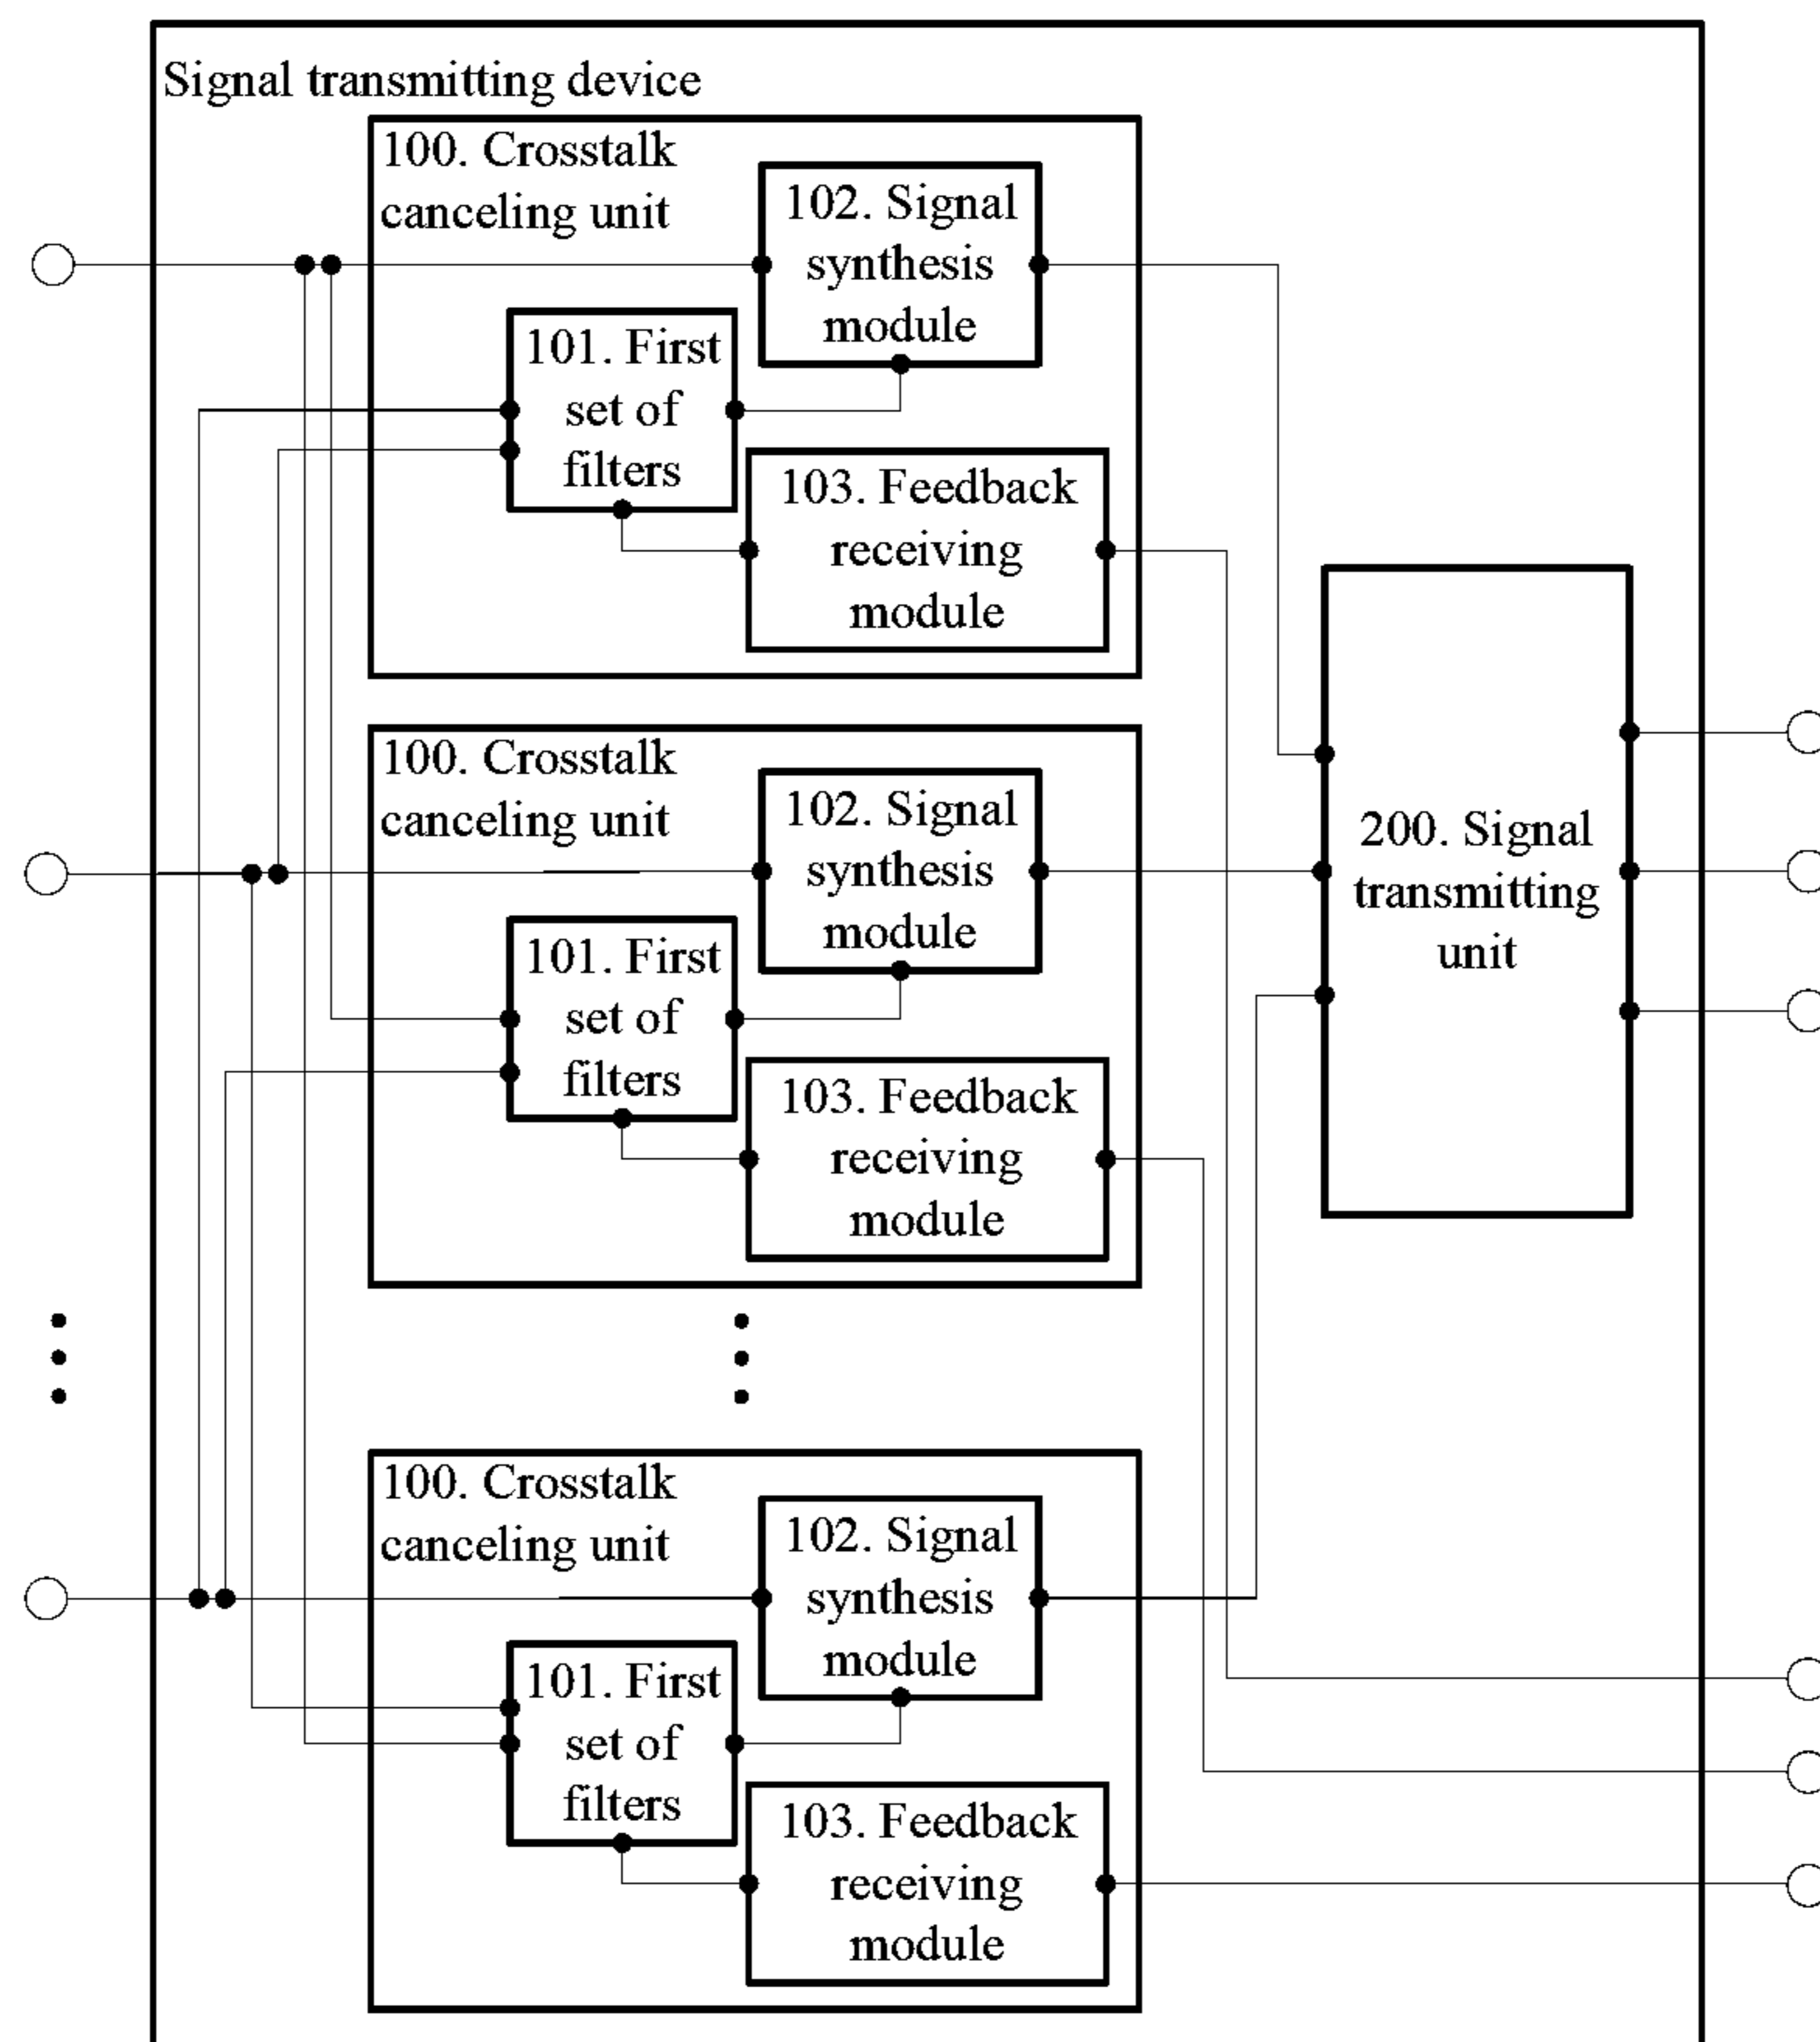 Signal transmitting device
100. Crosstalk
canceling unit
102. Signal
synthesis
module
101. First
set of
filters
103. Feedback
receiving
module
100. Crosstalk
canceling unit
102. Signal
synthesis
module
101. First
set of
filters
103. Feedback
receiving
module
200. Signal
transmitting
unit
100. Crosstalk
canceling unit
102. Signal
synthesis
module
101. First
set of
filters
103. Feedback
receiving
module